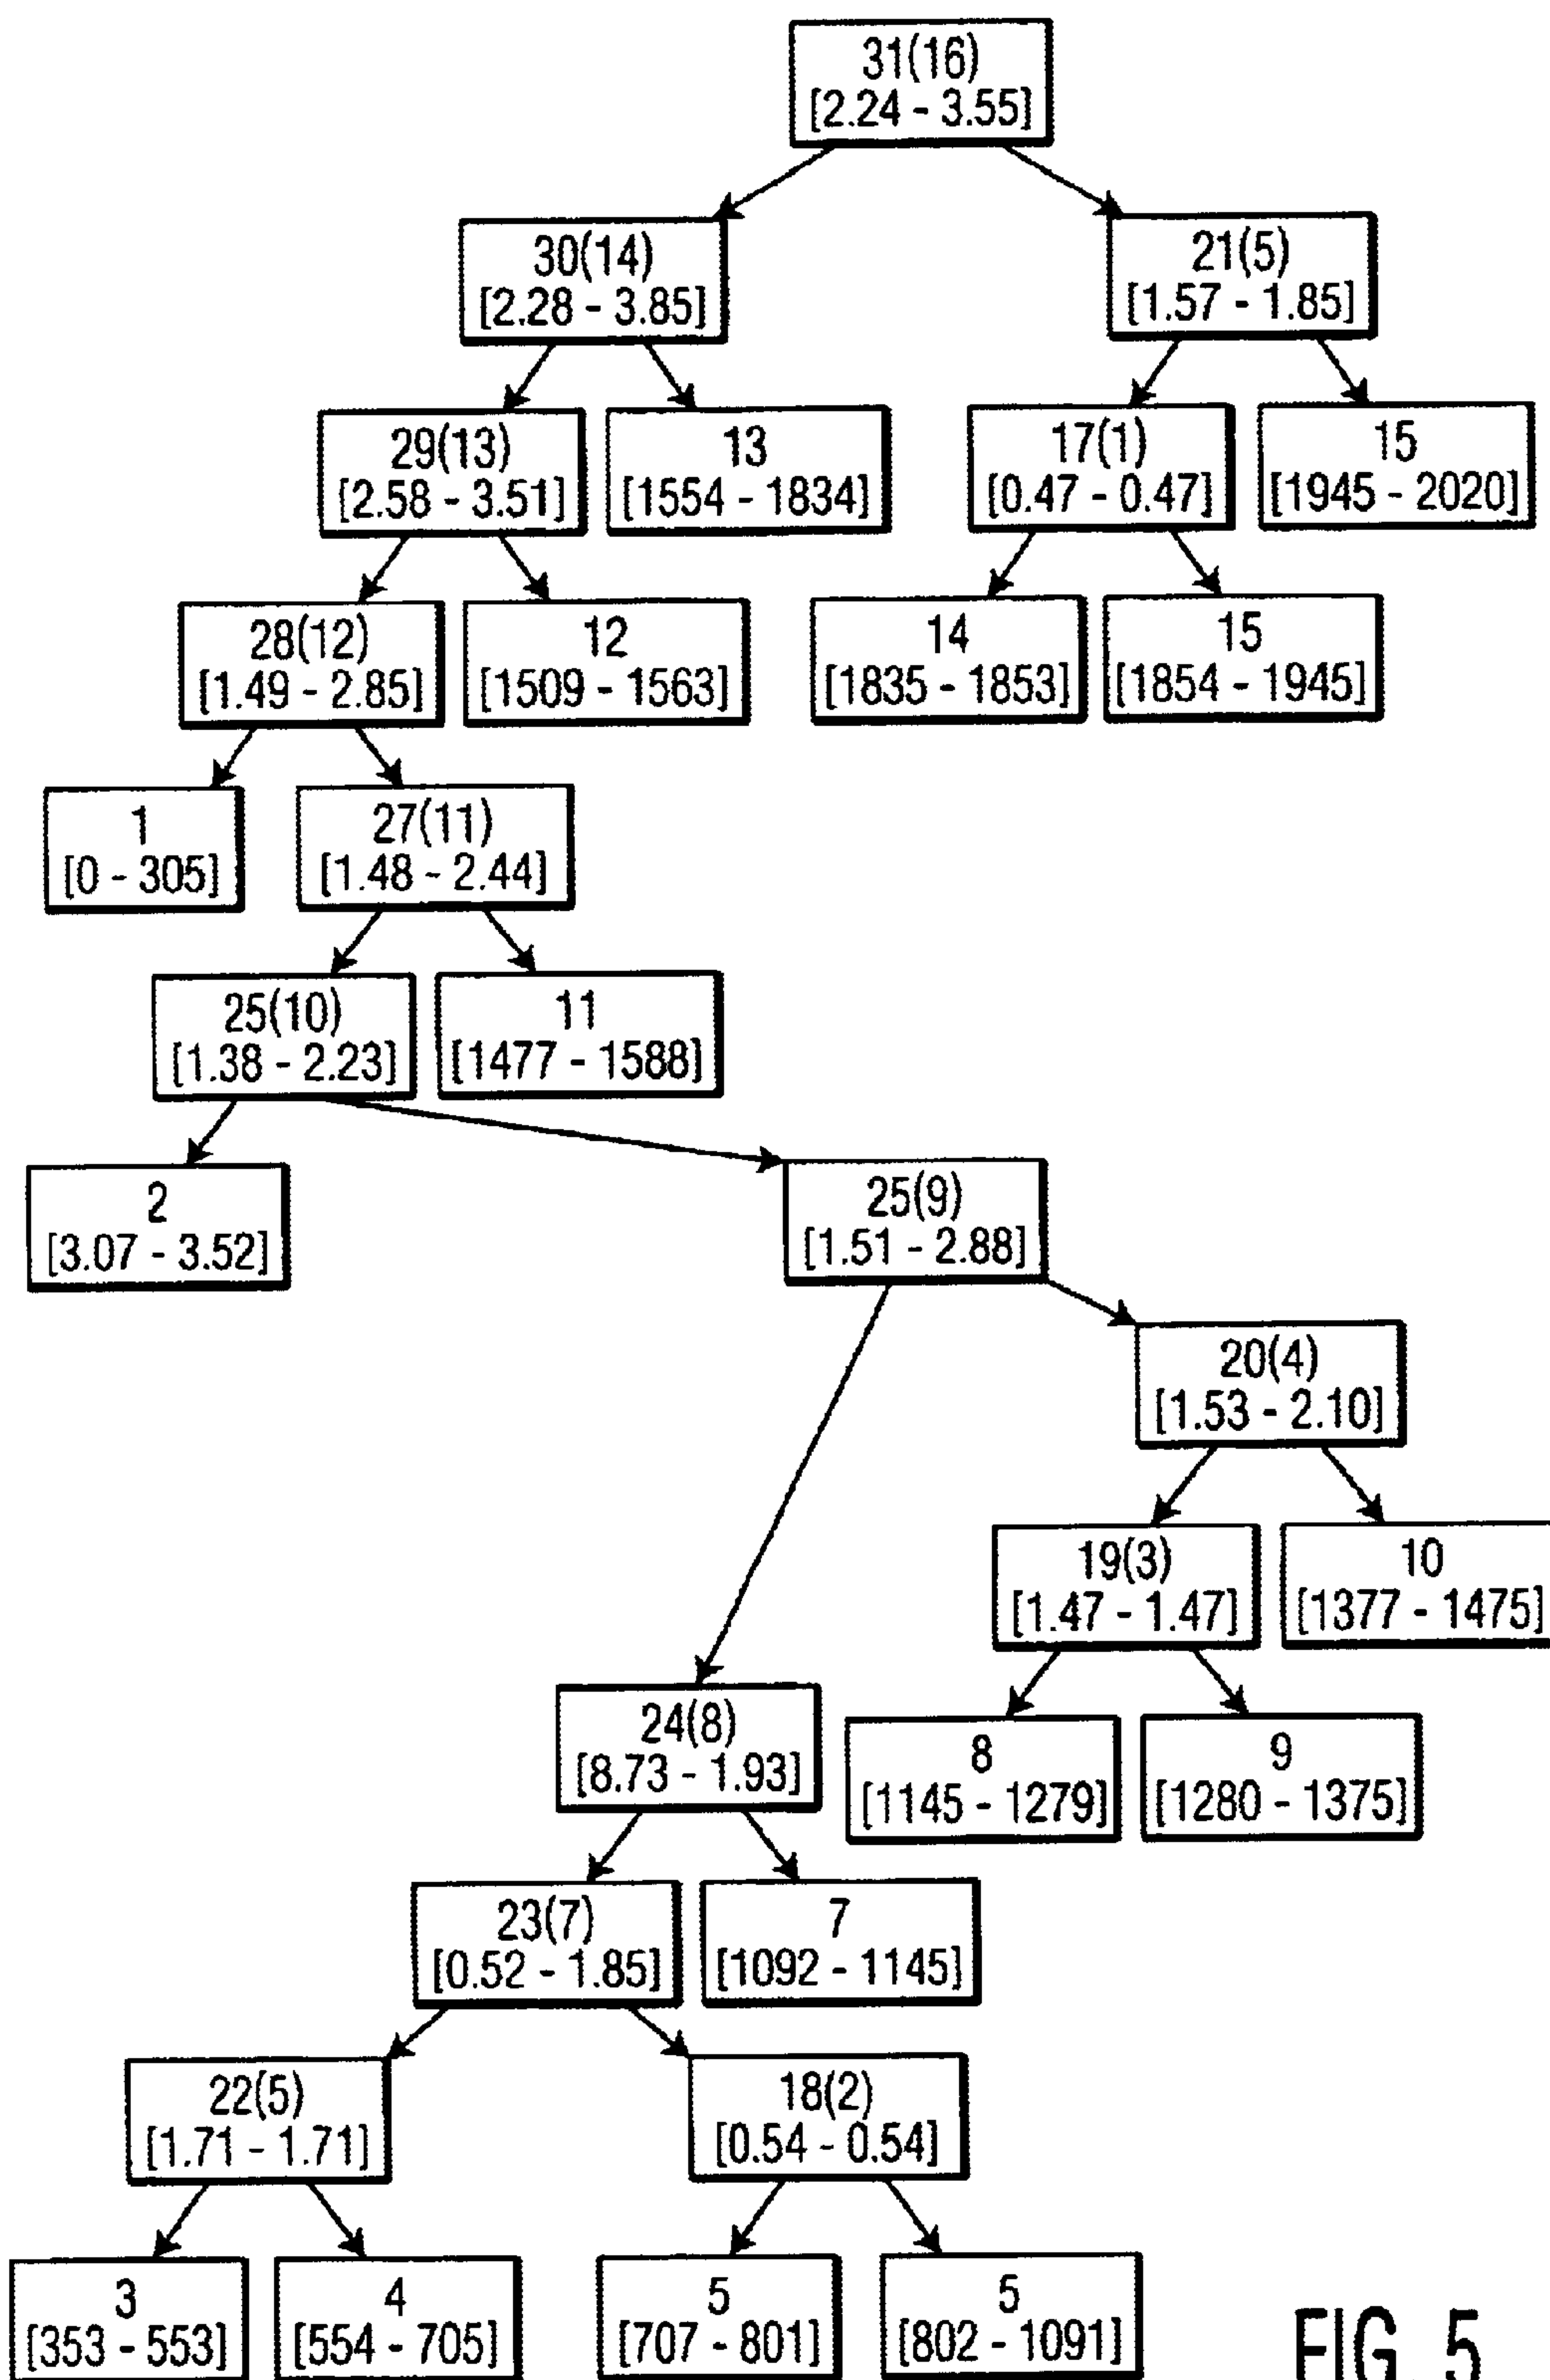 31(16)
[2.24 - 3.55]
30(14)
[2.28 - 3.85]
21(5)
[1.57 - 1.85]
29(13)
[2.58 - 3.51]
13
[1554 - 1834]
17(1)
[0.47 - 0.47]
15
[1945 - 2020]
28(12)
[1.49 - 2.85]
12
[1509 - 1563]
14
[1835 - 1853]
15
[1854 - 1945]
1
[0 - 305]
27(11)
[1.48 - 2.44]
25(10)
[1.38 - 2.23]
11
[1477 - 1588]
2
[3.07 - 3.52]
25(9)
[1.51 - 2.88]
20(4)
[1.53 - 2.10]
19(3)
[1.47 - 1.47]
10
[1377 - 1475]
24(8)
[8.73 - 1.93]
8
[1145 - 1279]
9
[1280 - 1375]
23(7)
[0.52 - 1.85]
7
[1092 - 1145]
22(5)
[1.71 - 1.71]
18(2)
[0.54 - 0.54]
3
[353 - 553]
4
[554 - 705]
5
[707 - 801]
5
[802 - 1091]
FIG. 5